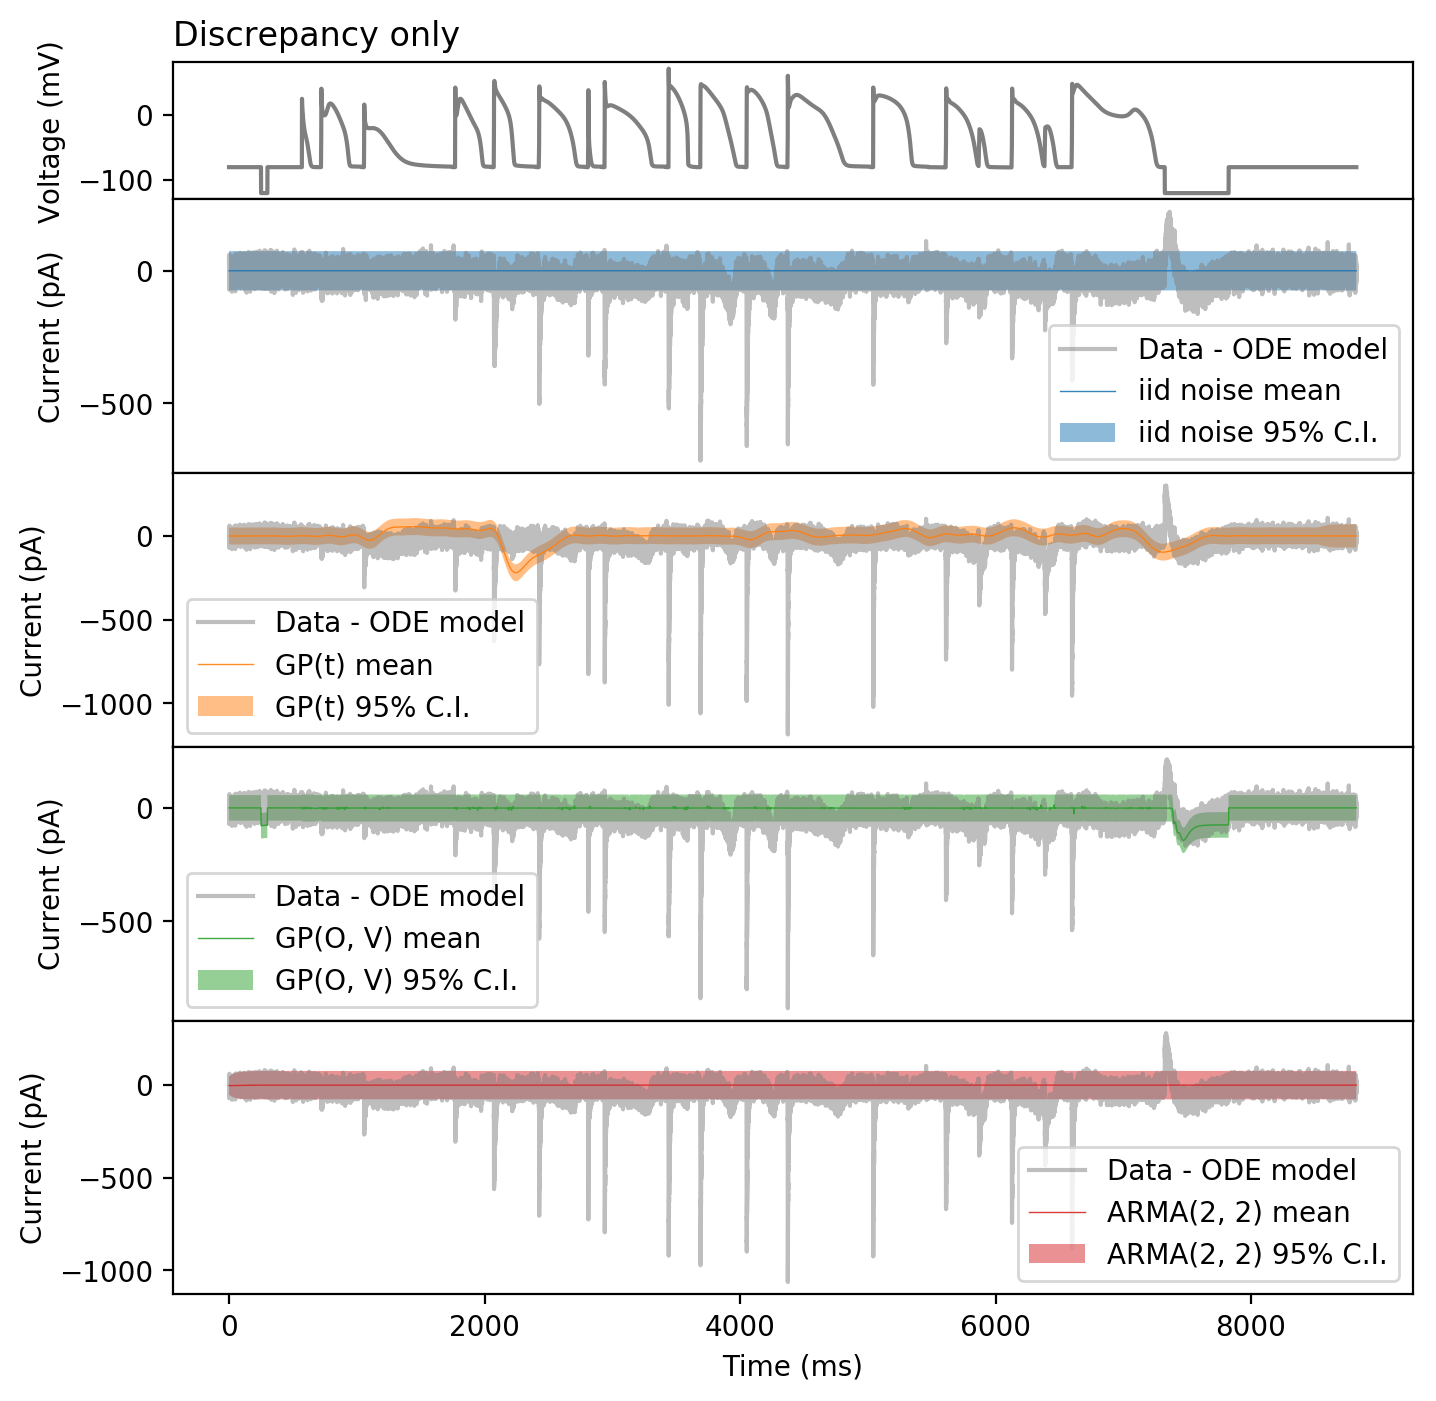 Discrepancy only
Voltage (mV)
0
−100
Current (pA)
0
−500
Data - ODE model
iid noise mean
iid noise 95% C.I.
Current (pA)
0
−500
−1000
Data - ODE model
GP(t) mean
GP(t) 95% C.I.
Current (pA)
0
−500
Data - ODE model
GP(O, V) mean
GP(O, V) 95% C.I.
Current (pA)
0
−500
−1000
Data - ODE model
ARMA(2, 2) mean
ARMA(2, 2) 95% C.I.
0 2000 4000 6000 8000
Time (ms)